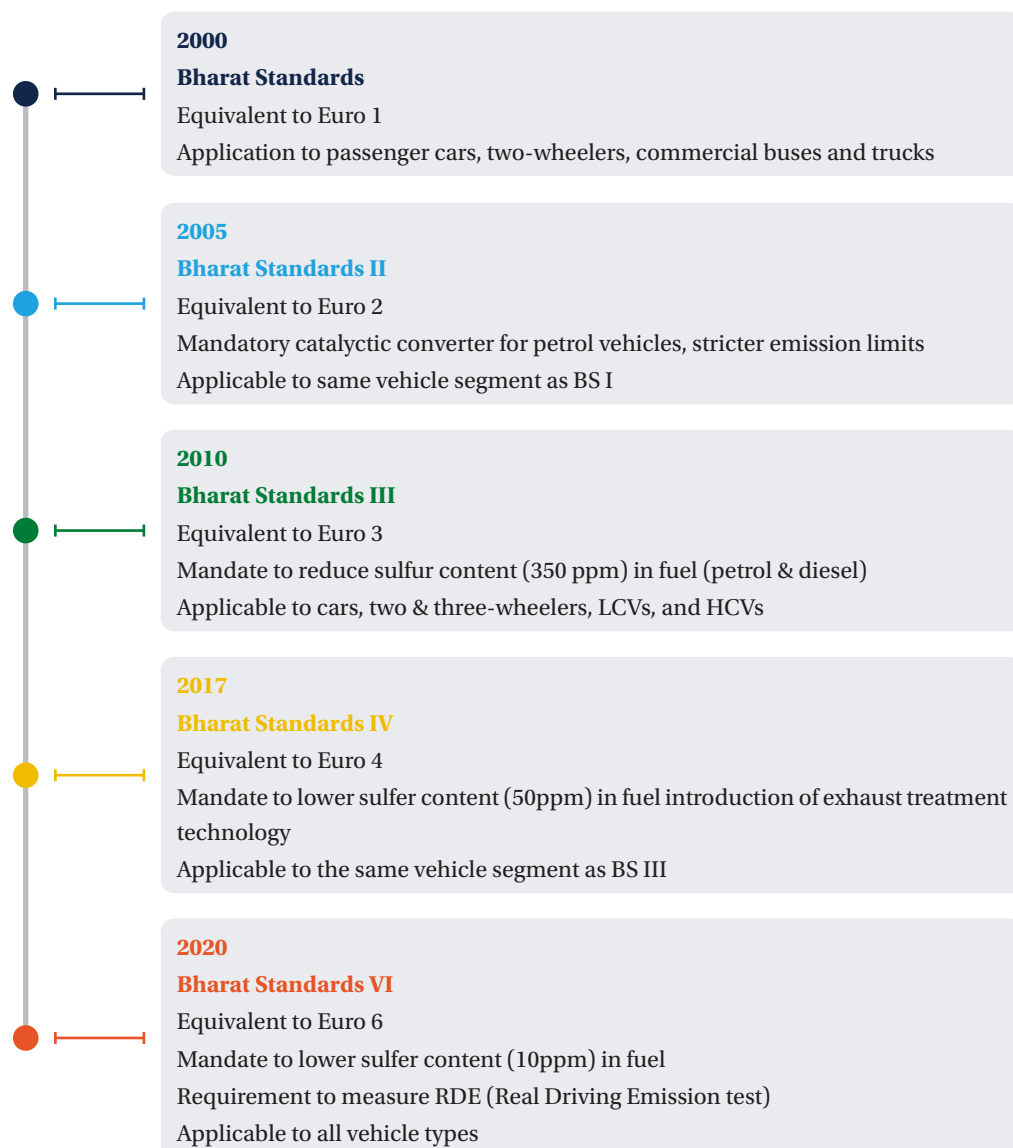 2000
Bharat Standards
Equivalent to Euro 1
Application to passenger cars, two-wheelers, commercial buses and trucks
2005
Bharat Standards II
Equivalent to Euro 2
Mandatory catalyctic converter for petrol vehicles, stricter emission limits
Applicable to same vehicle segment as BS I
2010
Bharat Standards III
Equivalent to Euro 3
Mandate to reduce sulfur content (350 ppm) in fuel (petrol & diesel)
Applicable to cars, two & three-wheelers, LCVs, and HCVs
2017
Bharat Standards IV
Equivalent to Euro 4
Mandate to lower sulfer content (50ppm) in fuel introduction of exhaust treatment
technology
Applicable to the same vehicle segment as BS III
2020
Bharat Standards VI
Equivalent to Euro 6
Mandate to lower sulfer content (10ppm) in fuel
Requirement to measure RDE (Real Driving Emission test)
Applicable to all vehicle types